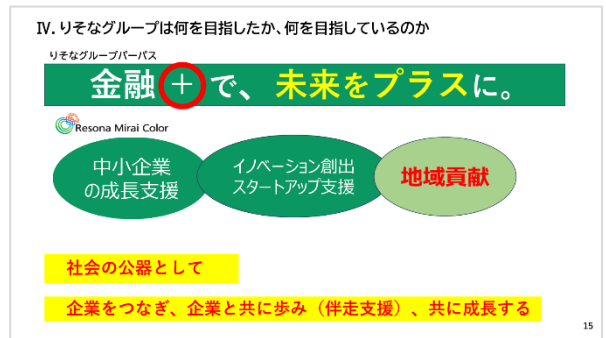 Ⅳ. りそなグループは何を目指したか、何を目指しているのか
りそなグループパーパス
金融+で、未来をプラスに。
Resona Mirai Color
中小企業
の成長支援
イノベーション創出
スタートアップ支援
地域貢献
社会の公器として
企業をつなぎ、企業と共に歩み（伴走支援）、共に成長する
15